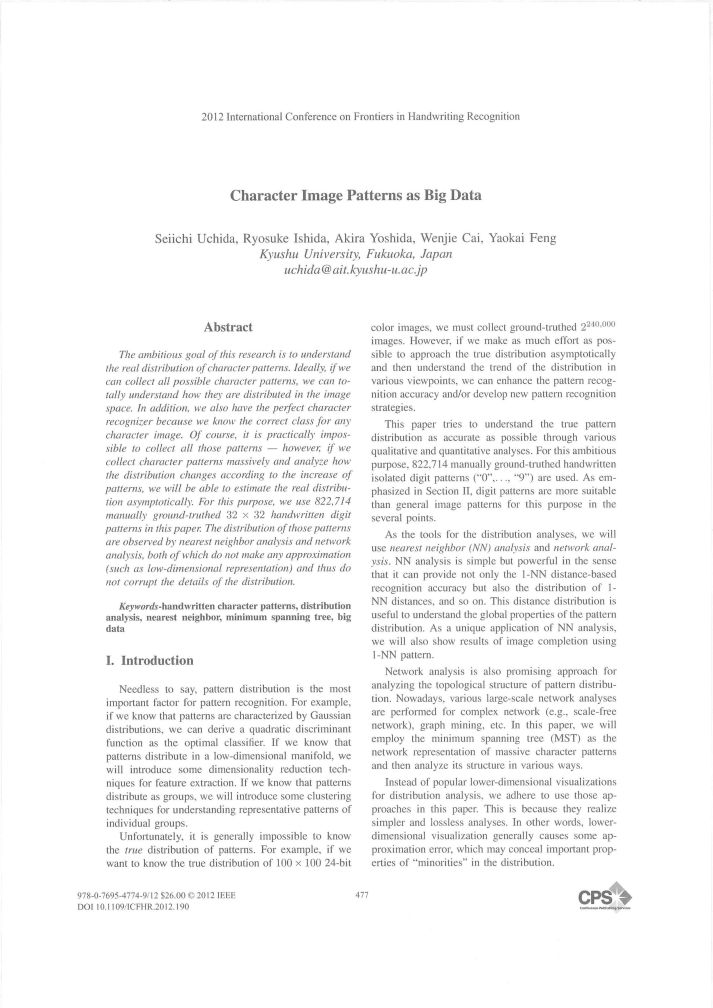 2012 International Conference on Frontiers in Handwriting Recognition
Character Image Patterns as Big Data
Seiichi Uchida, Ryosuke Ishida, Akira Yoshida, Wenjie Cai, Yaokai Feng
Kyushu University, Fukuoka, Japan
uchida@ait.kyushu-u.ac.jp
Abstract
The ambitious goal of this research is to understand
the real distribution of character patterns. Ideally, if we
can collect all possible character patterns, we can to-
tally understand how they are distributed in the image
space. In addition, we also have the perfect character
recognizer because we know the correct class for any
character image. Of course, it is practically impos-
sible to collect all those patterns — however, if we
collect character patterns massively and analyze how
the distribution changes according to the increase of
patterns, we will be able to estimate the real distribu-
tion asymptotically. For this purpose, we use 822,714
manually ground-truthed 32 × 32 handwritten digit
patterns in this paper. The distribution of those patterns
are observed by nearest neighbor analysis and network
analysis, both of which do not make any approximation
(such as low-dimensional representation) and thus do
not corrupt the details of the distribution.
Keywords-handwritten character patterns, distribution
analysis, nearest neighbor, minimum spanning tree, big
data
I. Introduction
Needless to say, pattern distribution is the most
important factor for pattern recognition. For example,
if we know that patterns are characterized by Gaussian
distributions, we can derive a quadratic discriminant
function as the optimal classifier. If we know that
patterns distribute in a low-dimensional manifold, we
will introduce some dimensionality reduction tech-
niques for feature extraction. If we know that patterns
distribute as groups, we will introduce some clustering
techniques for understanding representative patterns of
individual groups.
Unfortunately, it is generally impossible to know
the true distribution of patterns. For example, if we
want to know the true distribution of 100 × 100 24-bit
color images, we must collect ground-truthed 2^240,000
images. However, if we make as much effort as pos-
sible to approach the true distribution asymptotically
and then understand the trend of the distribution in
various viewpoints, we can enhance the pattern recog-
nition accuracy and/or develop new pattern recognition
strategies.
This paper tries to understand the true pattern
distribution as accurate as possible through various
qualitative and quantitative analyses. For this ambitious
purpose, 822,714 manually ground-truthed handwritten
isolated digit patterns ("0",..., "9") are used. As em-
phasized in Section II, digit patterns are more suitable
than general image patterns for this purpose in the
several points.
As the tools for the distribution analyses, we will
use nearest neighbor (NN) analysis and network anal-
ysis. NN analysis is simple but powerful in the sense
that it can provide not only the 1-NN distance-based
recognition accuracy but also the distribution of 1-
NN distances, and so on. This distance distribution is
useful to understand the global properties of the pattern
distribution. As a unique application of NN analysis,
we will also show results of image completion using
1-NN pattern.
Network analysis is also promising approach for
analyzing the topological structure of pattern distribu-
tion. Nowadays, various large-scale network analyses
are performed for complex network (e.g., scale-free
network), graph mining, etc. In this paper, we will
employ the minimum spanning tree (MST) as the
network representation of massive character patterns
and then analyze its structure in various ways.
Instead of popular lower-dimensional visualizations
for distribution analysis, we adhere to use those ap-
proaches in this paper. This is because they realize
simpler and lossless analyses. In other words, lower-
dimensional visualization generally causes some ap-
proximation error, which may conceal important prop-
erties of "minorities" in the distribution.
978-0-7695-4774-9/12 $26.00 © 2012 IEEE
DOI 10.1109/ICFHR.2012.190
477
CPS
Conference Publishing Services